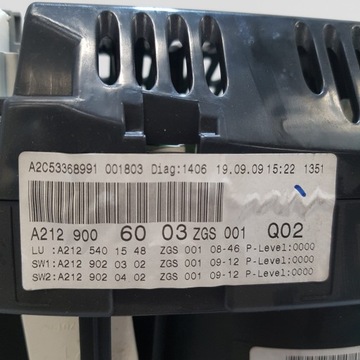 A2C53368991 001803 Diag:1406 19.09.09 15:22 1351
A212 900 60 03 ZGS 001 Q02
LU :A212 540 15 48 ZGS 001 08-46 P-Level:0000
SW1:A212 902 03 02 ZGS 001 09-12 P-Level:0000
SW2:A212 902 04 02 ZGS 001 09-12 P-Level:0000